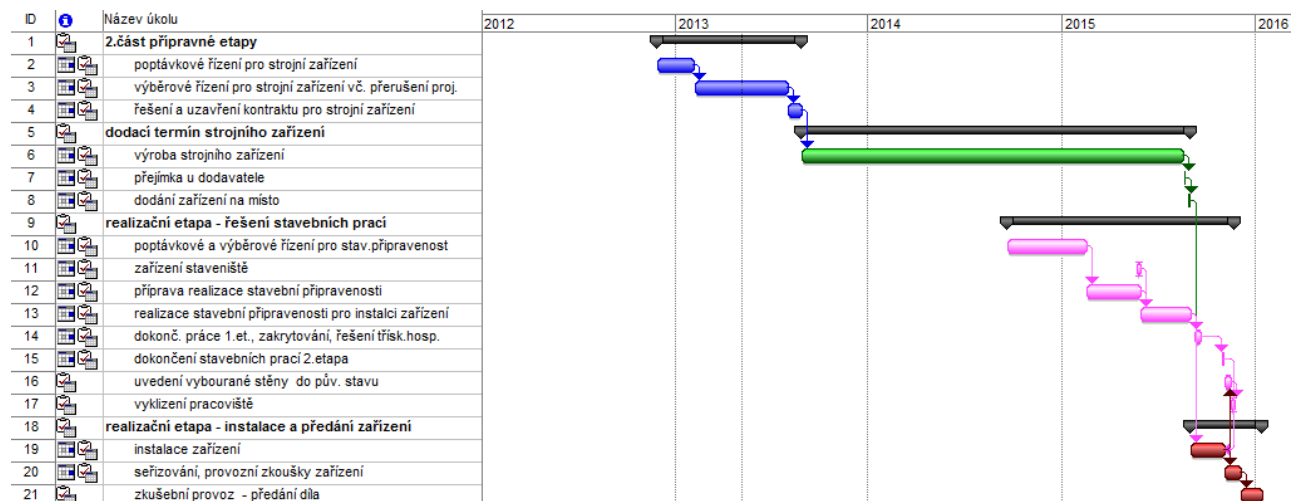 ID Název úkolu 2012 2013 2014 2015 2016
1 2.část přípravné etapy
2 poptávkové řízení pro strojní zařízení
3 výběrové řízení pro strojní zařízení vč. přerušení proj.
4 řešení a uzavření kontraktu pro strojní zařízení
5 dodací termín strojního zařízení
6 výroba strojního zařízení
7 přejímka u dodavatele
8 dodání zařízení na místo
9 realizační etapa - řešení stavebních prací
10 poptávkové a výběrové řízení pro stav.připravenost
11 zařízení staveniště
12 příprava realizace stavební připravenosti
13 realizace stavební připravenosti pro instalci zařízení
14 dokonč. práce 1.et., zakrytování, řešení třísk.hosp.
15 dokončení stavebních prací 2.etapa
16 uvedení vybourané stěny do pův. stavu
17 vyklizení pracoviště
18 realizační etapa - instalace a předání zařízení
19 instalace zařízení
20 seřizování, provozní zkoušky zařízení
21 zkušební provoz - předání díla